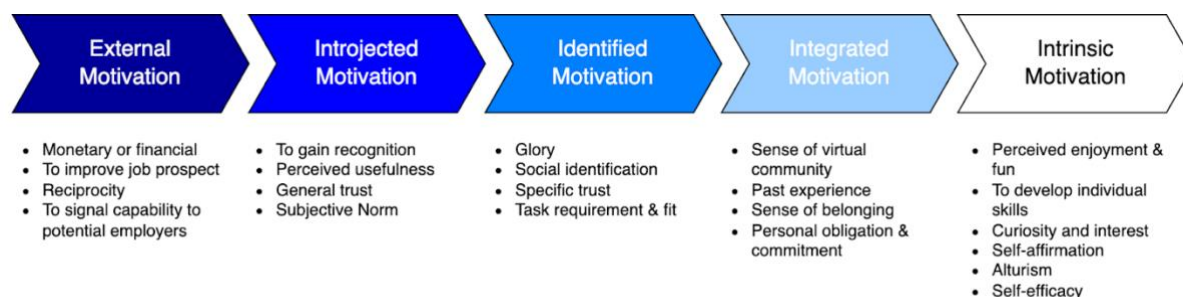 External
Motivation
Introjected
Motivation
Identified
Motivation
Integrated
Motivation
Intrinsic
Motivation
• Monetary or financial
• To improve job prospect
• Reciprocity
• To signal capability to
potential employers
• To gain recognition
• Perceived usefulness
• General trust
• Subjective Norm
• Glory
• Social identification
• Specific trust
• Task requirement & fit
• Sense of virtual
community
• Past experience
• Sense of belonging
• Personal obligation &
commitment
• Perceived enjoyment &
fun
• To develop individual
skills
• Curiosity and interest
• Self-affirmation
• Alturism
• Self-efficacy